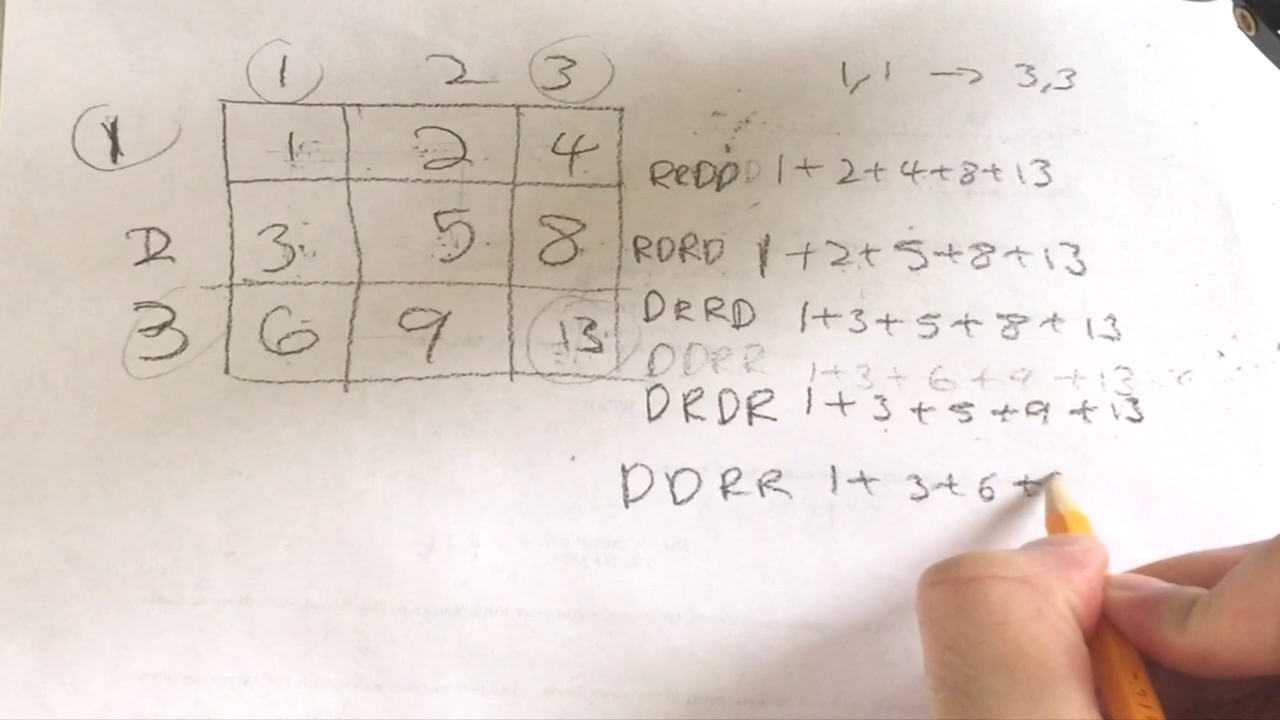 1 2 3
1,1 → 3,3
1 1 2 4
RRDD 1+2+4+8+13
2 3 5 8
RDRD 1+2+5+8+13
3 6 9 13
DRRD 1+3+5+8+13
DDRR 1+3+6+9+13
DRDR 1+3+5+9+13
DDRR 1+3+6+